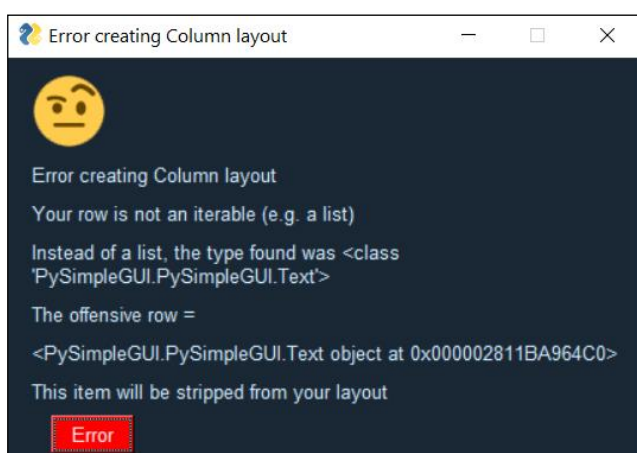 Error creating Column layout
Error creating Column layout
Your row is not an iterable (e.g. a list)
Instead of a list, the type found was <class
'PySimpleGUI.PySimpleGUI.Text'>
The offensive row =
<PySimpleGUI.PySimpleGUI.Text object at 0x000002811BA964C0>
This item will be stripped from your layout
Error